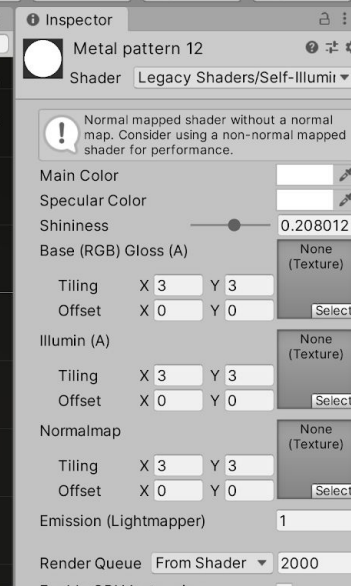 Inspector
Metal pattern 12
Shader Legacy Shaders/Self-Illumin
Normal mapped shader without a normal
map. Consider using a non-normal mapped
shader for performance.
Main Color
Specular Color
Shininess 0.208012
Base (RGB) Gloss (A) None
(Texture)
Tiling X 3 Y 3
Offset X 0 Y 0 Select
Illumin (A) None
(Texture)
Tiling X 3 Y 3
Offset X 0 Y 0 Select
Normalmap None
(Texture)
Tiling X 3 Y 3
Offset X 0 Y 0 Select
Emission (Lightmapper) 1
Render Queue From Shader 2000